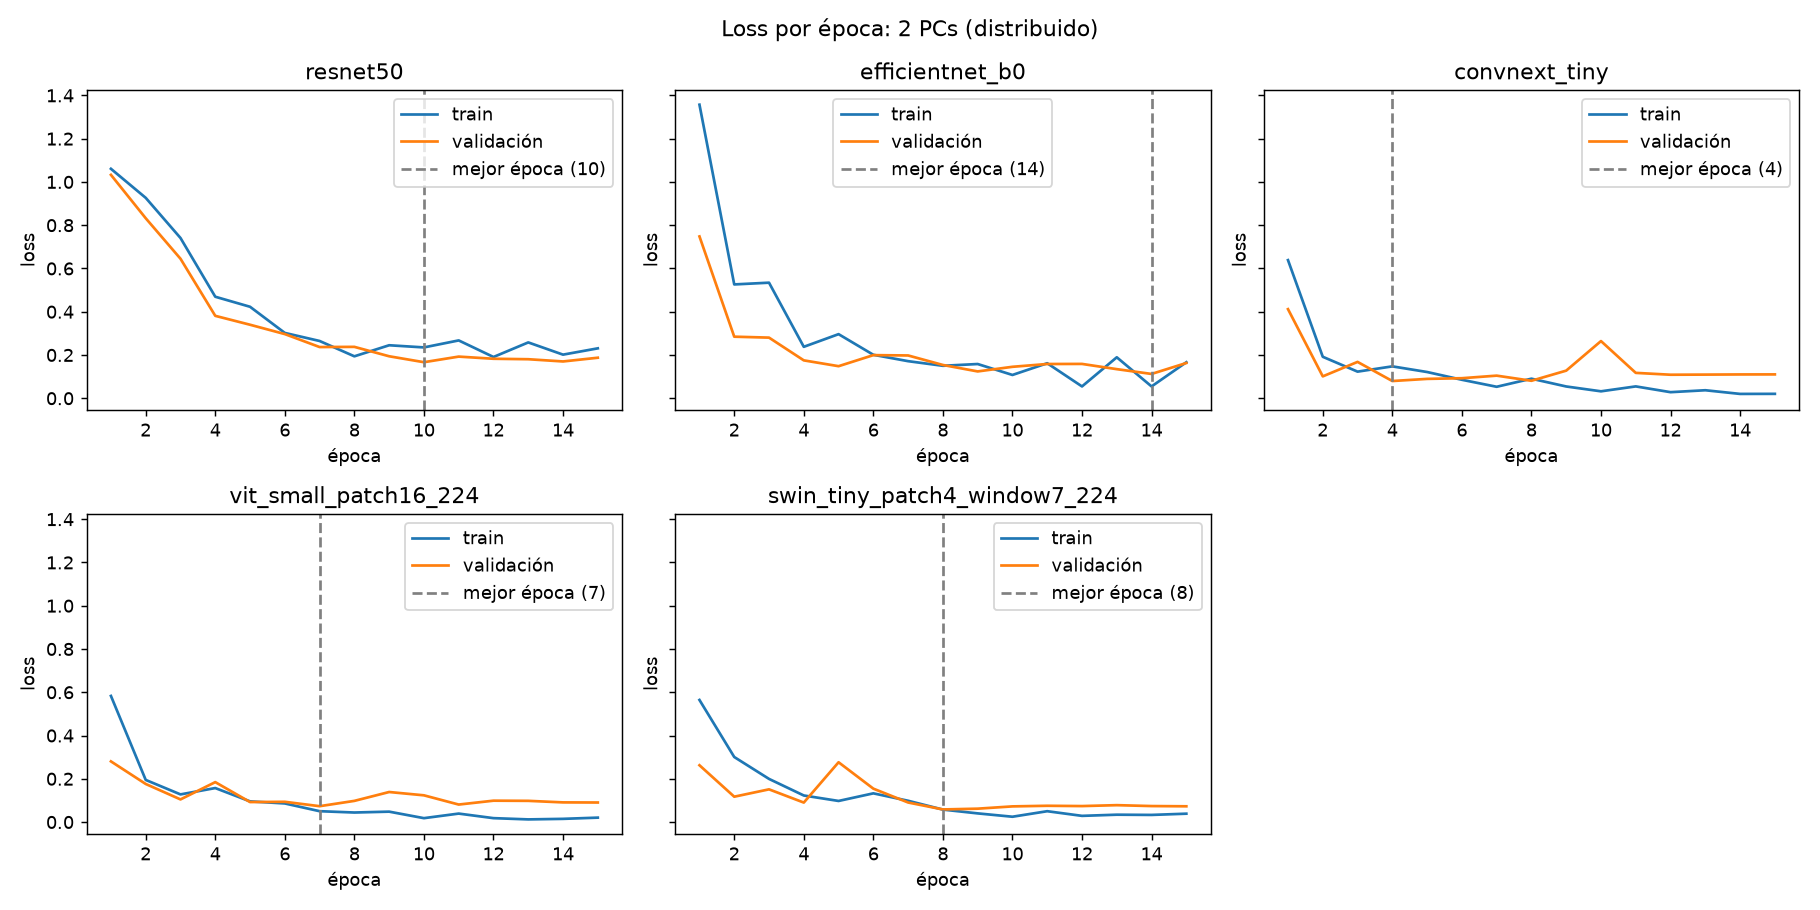 Loss por época: 2 PCs (distribuido)
resnet50
1.4
1.2
1.0
0.8
0.6
0.4
0.2
0.0
loss
2 4 6 8 10 12 14
época
train
validación
mejor época (10)
efficientnet_b0
loss
2 4 6 8 10 12 14
época
train
validación
mejor época (14)
convnext_tiny
loss
2 4 6 8 10 12 14
época
train
validación
mejor época (4)
vit_small_patch16_224
1.4
1.2
1.0
0.8
0.6
0.4
0.2
0.0
loss
2 4 6 8 10 12 14
época
train
validación
mejor época (7)
swin_tiny_patch4_window7_224
loss
2 4 6 8 10 12 14
época
train
validación
mejor época (8)